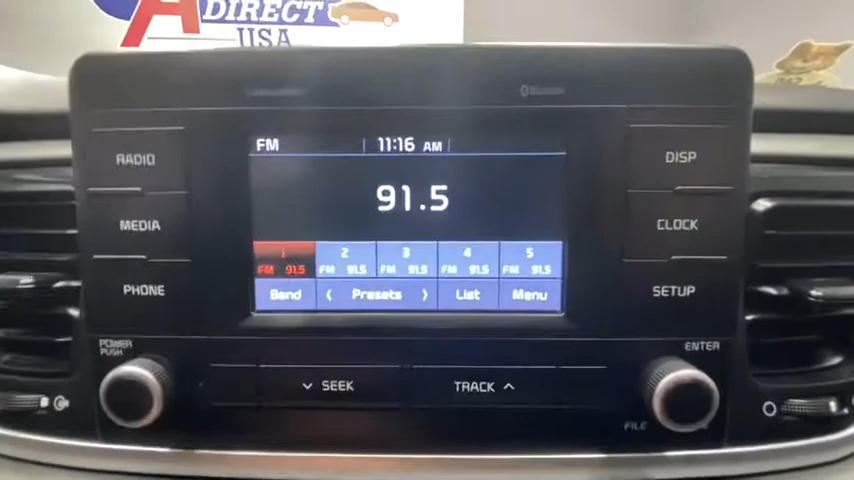 DIRECT
USA
Bluetooth
RADIO
MEDIA
PHONE
FM 11:16 AM
91.5
1 2 3 4 5
FM 91.5 FM 91.5 FM 91.5 FM 91.5 FM 91.5
Band Presets List Menu
DISP
CLOCK
SETUP
POWER
PUSH
SEEK
TRACK
ENTER
FILE